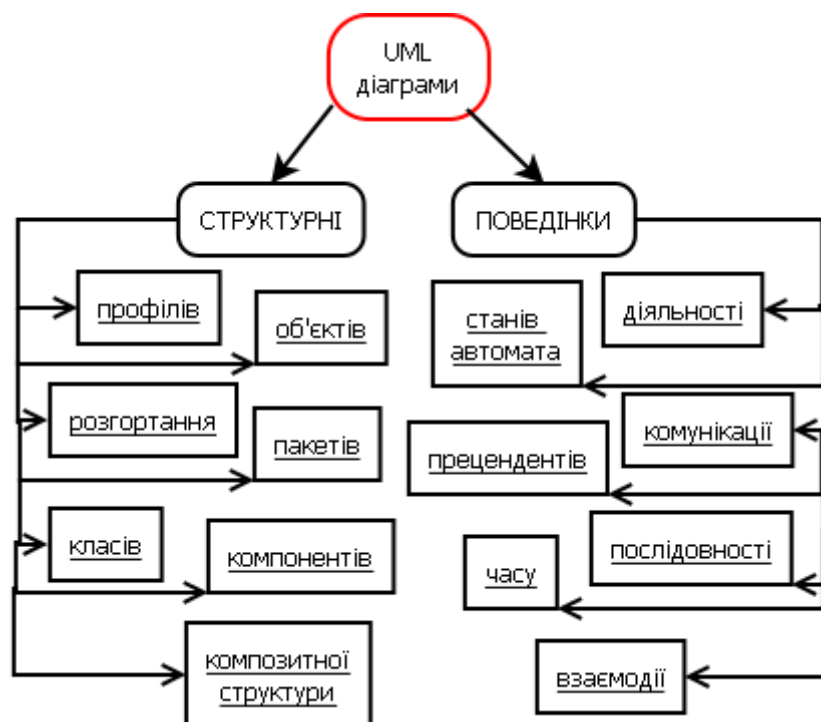 UML
діаграми
СТРУКТУРНІ
ПОВЕДІНКИ
профілів
об'єктів
розгортання
пакетів
класів
компонентів
композитної
структури
станів
автомата
діяльності
комунікації
прецендентів
послідовності
часу
взаємодії